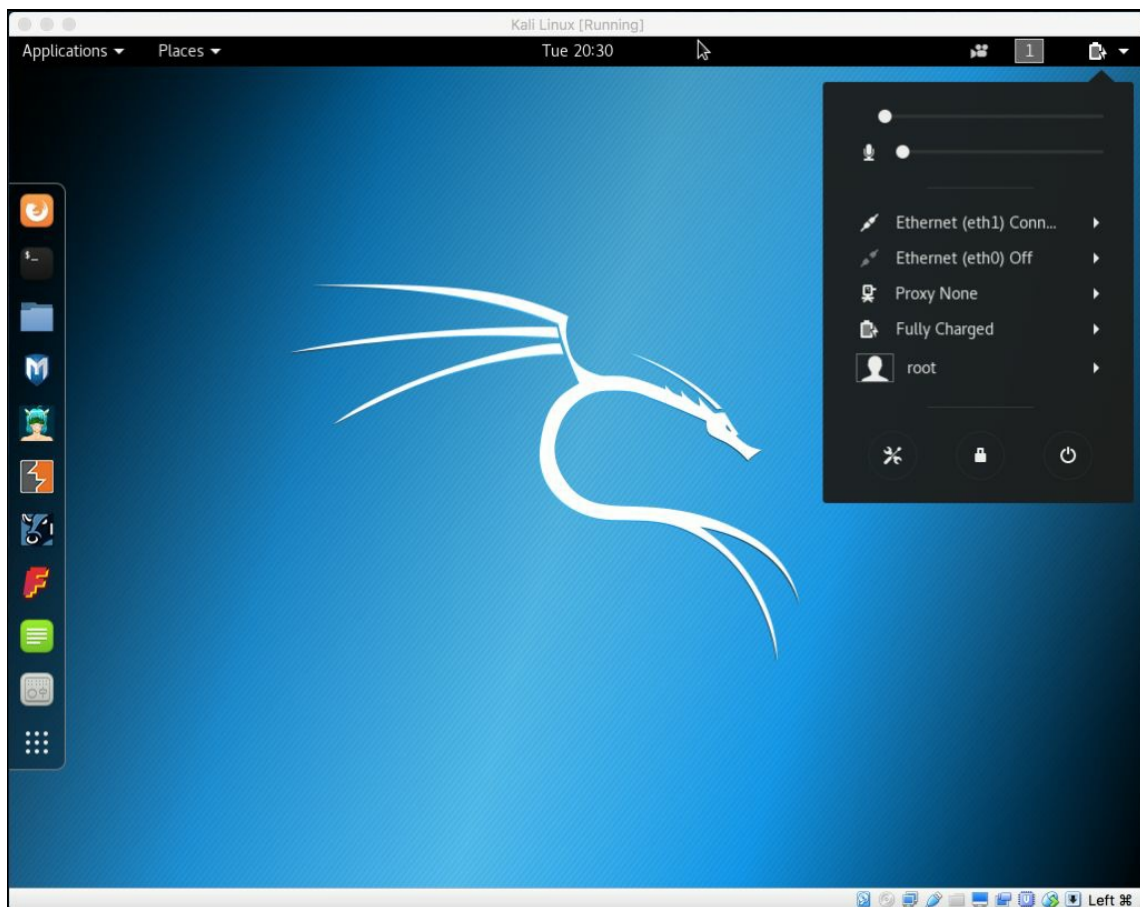 Kali Linux [Running]
Applications Places Tue 20:30 1
Ethernet (eth1) Conn...
Ethernet (eth0) Off
Proxy None
Fully Charged
root
$_
Left ⌘